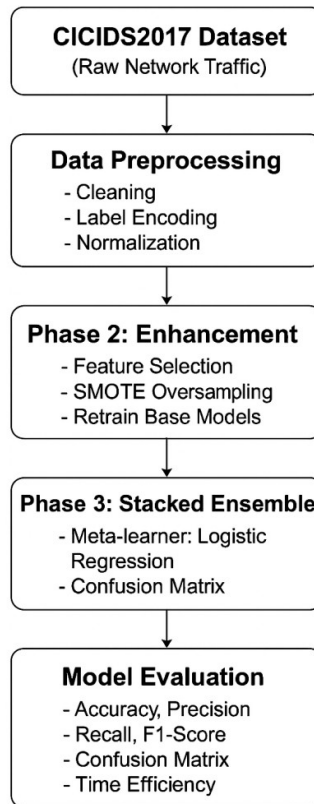 CICIDS2017 Dataset
(Raw Network Traffic)
Data Preprocessing
- Cleaning
- Label Encoding
- Normalization
Phase 2: Enhancement
- Feature Selection
- SMOTE Oversampling
- Retrain Base Models
Phase 3: Stacked Ensemble
- Meta-learner: Logistic
Regression
- Confusion Matrix
Model Evaluation
- Accuracy, Precision
- Recall, F1-Score
- Confusion Matrix
- Time Efficiency